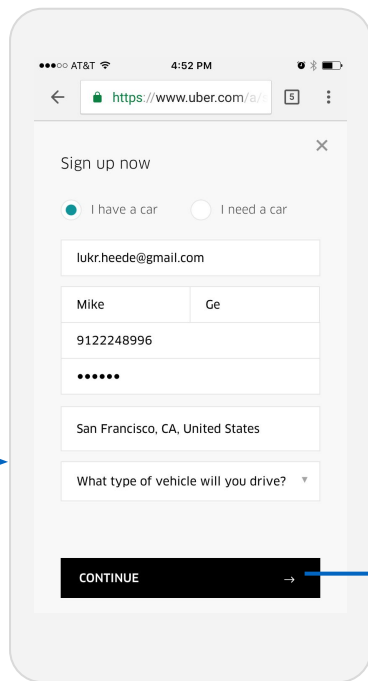 AT&T 4:52 PM
https://www.uber.com/a/ 5
×
Sign up now
I have a car I need a car
lukr.heede@gmail.com
Mike Ge
9122248996
••••••
San Francisco, CA, United States
What type of vehicle will you drive? ▼
CONTINUE →